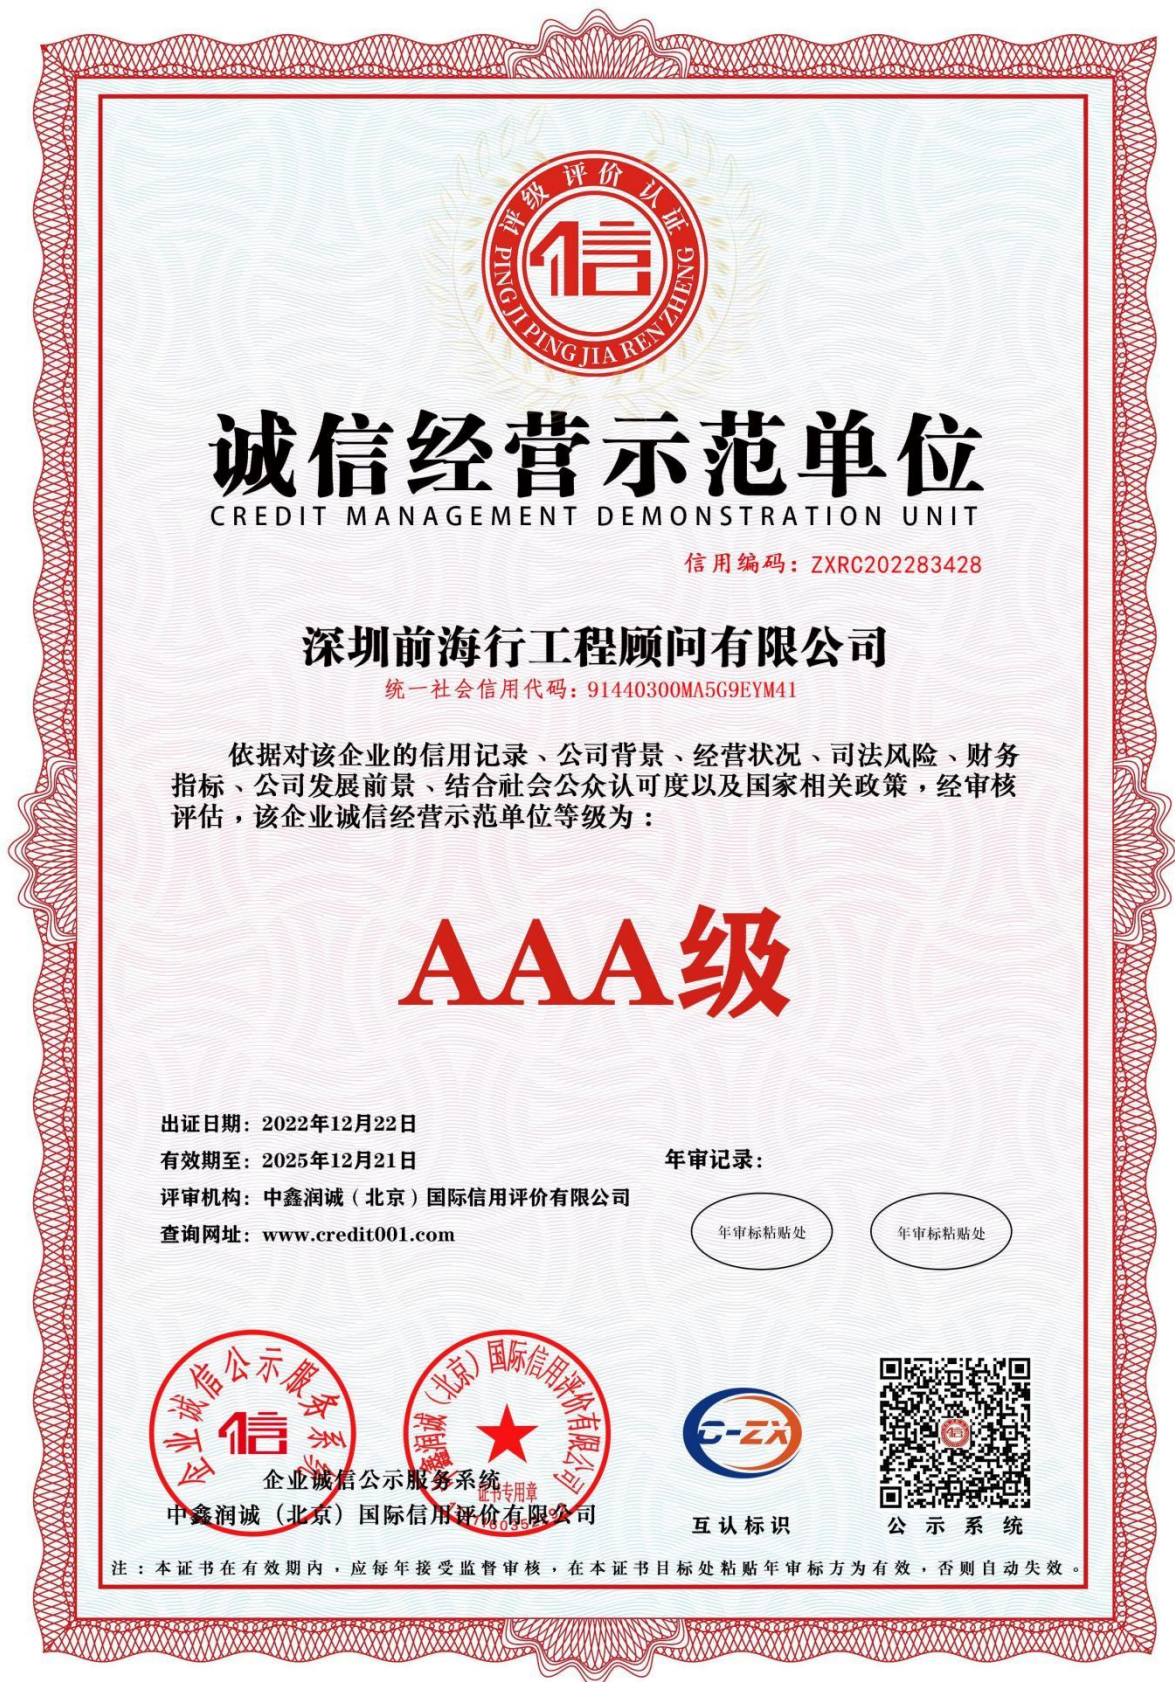 评级 评价 认证
PING JI PING JIA REN ZHENG
信
诚信经营示范单位
CREDIT MANAGEMENT DEMONSTRATION UNIT
信用编码：ZXRC202283428
深圳前海行工程顾问有限公司
统一社会信用代码：91440300MA5G9EYM41
依据对该企业的信用记录、公司背景、经营状况、司法风险、财务
指标、公司发展前景、结合社会公众认可度以及国家相关政策，经审核
评估，该企业诚信经营示范单位等级为：
AAA级
出证日期：2022年12月22日
有效期至：2025年12月21日
年审记录：
评审机构：中鑫润诚（北京）国际信用评价有限公司
查询网址：www.credit001.com
年审标粘贴处
年审标粘贴处
企业诚信公示服务系统
信
中鑫润诚（北京）国际信用评价有限公司
证书专用章
C-ZX
企业诚信公示服务系统
中鑫润诚（北京）国际信用评价有限公司
互认标识
公示系统
注：本证书在有效期内，应每年接受监督审核，在本证书目标处粘贴年审标方为有效，否则自动失效。